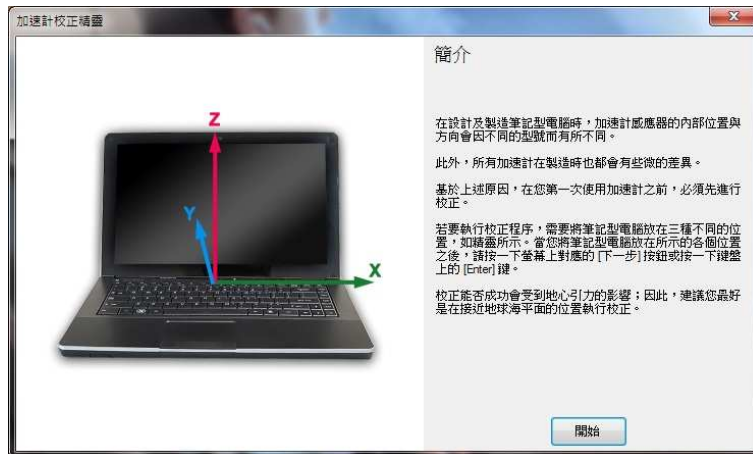 加速計校正精靈
簡介
Z
Y
X
在設計及製造筆記型電腦時，加速計感應器的內部位置與
方向會因不同的型號而有所不同。
此外，所有加速計在製造時也都會有些微的差異。
基於上述原因，在您第一次使用加速計之前，必須先進行
校正。
若要執行校正程序，需要將筆記型電腦放在三種不同的位
置，如精靈所示。當您將筆記型電腦放在所示的各個位置
之後，請按一下螢幕上對應的 [下一步] 按鈕或按一下鍵盤
上的 [Enter] 鍵。
校正能否成功會受到地心引力的影響；因此，建議您最好
是在接近地球海平面的位置執行校正。
開始